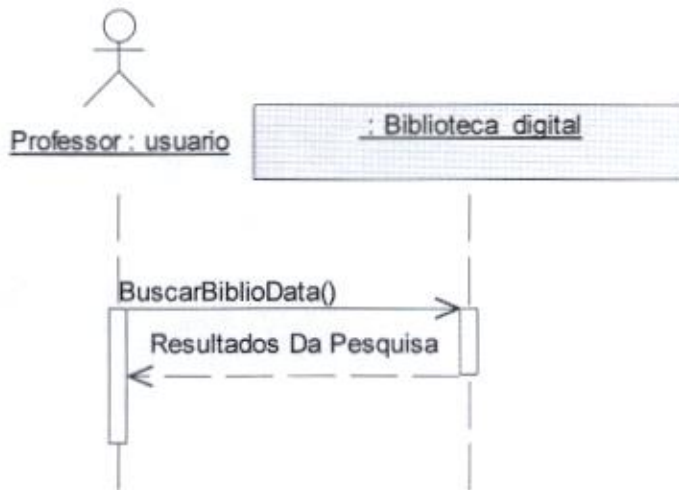 Professor : usuario
: Biblioteca digital
BuscarBiblioData()
Resultados Da Pesquisa